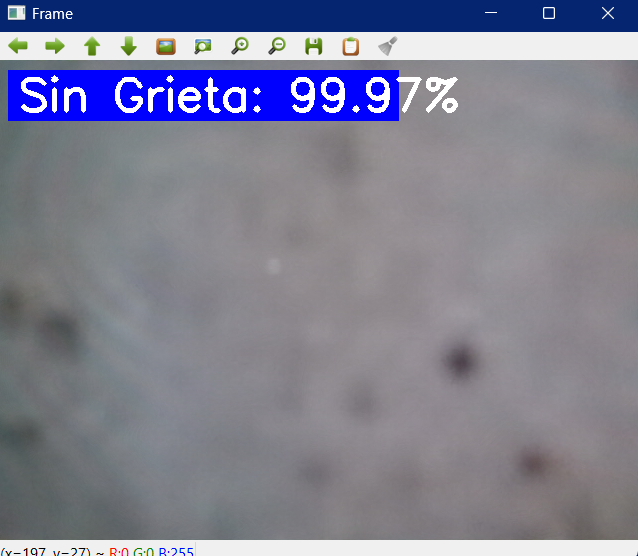 Frame
Sin Grieta: 99.97%
(x=197, y=27) ~ R:0 G:0 B:255